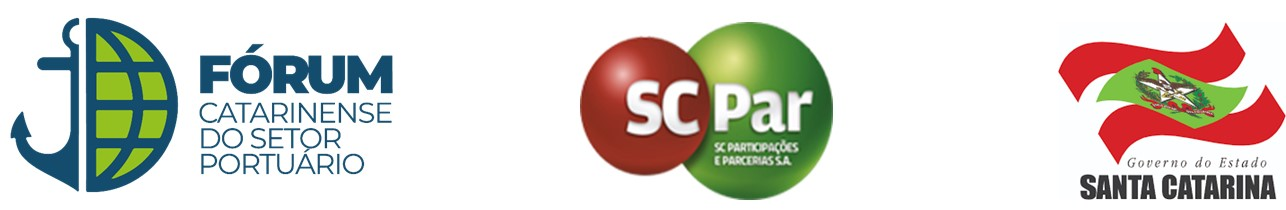 FÓRUM
CATARINENSE
DO SETOR
PORTUÁRIO
SC Par
SC PARTICIPAÇÕES
E PARCERIAS S.A.
Governo do Estado
SANTA CATARINA